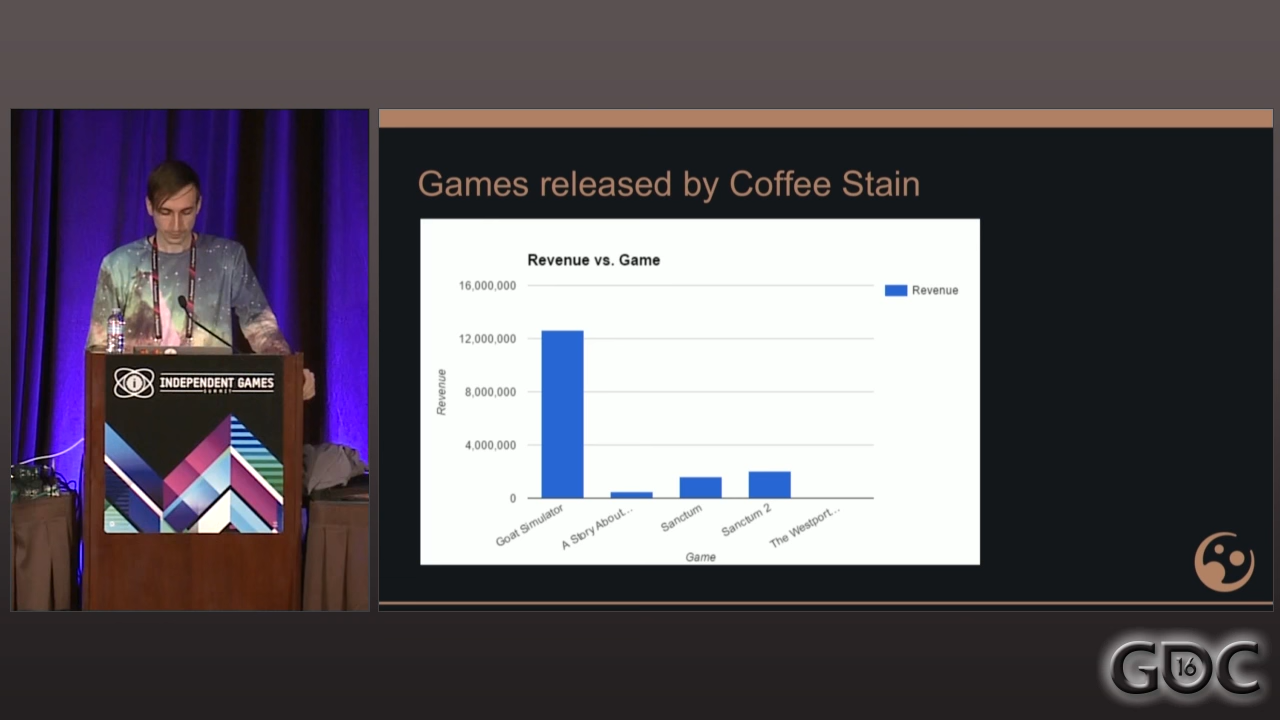 Games released by Coffee Stain
Revenue vs. Game
16,000,000
12,000,000
8,000,000
4,000,000
0
Revenue
Revenue
Goat Simulator
A Story About...
Sanctum
Sanctum 2
The Westport...
Game
INDEPENDENT GAMES
SUMMIT
GDC
16